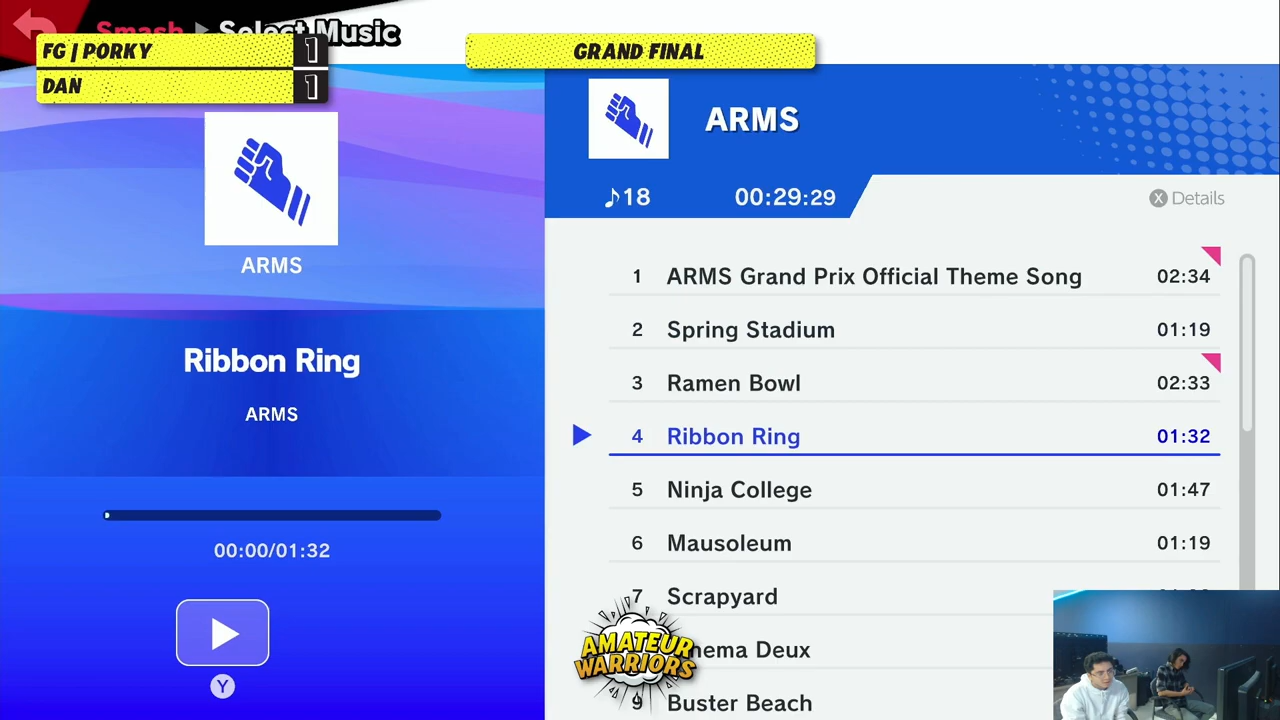 Smash ▶ Select Music
FG | PORKY 1
DAN 1
GRAND FINAL
ARMS
Ribbon Ring
ARMS
00:00/01:32
Y
ARMS
♪18 00:29:29
X Details
1 ARMS Grand Prix Official Theme Song 02:34
2 Spring Stadium 01:19
3 Ramen Bowl 02:33
4 Ribbon Ring 01:32
5 Ninja College 01:47
6 Mausoleum 01:19
7 Scrapyard
nema Deux
9 Buster Beach
AMATEUR
WARRIORS